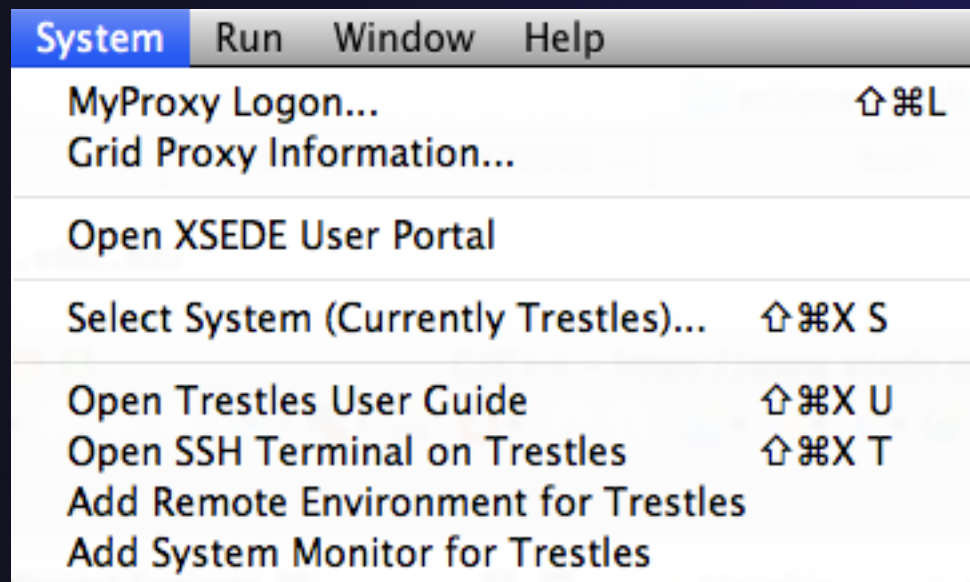 System Run Window Help
MyProxy Logon... ⇧⌘L
Grid Proxy Information...
Open XSEDE User Portal
Select System (Currently Trestles)... ⇧⌘X S
Open Trestles User Guide ⇧⌘X U
Open SSH Terminal on Trestles ⇧⌘X T
Add Remote Environment for Trestles
Add System Monitor for Trestles